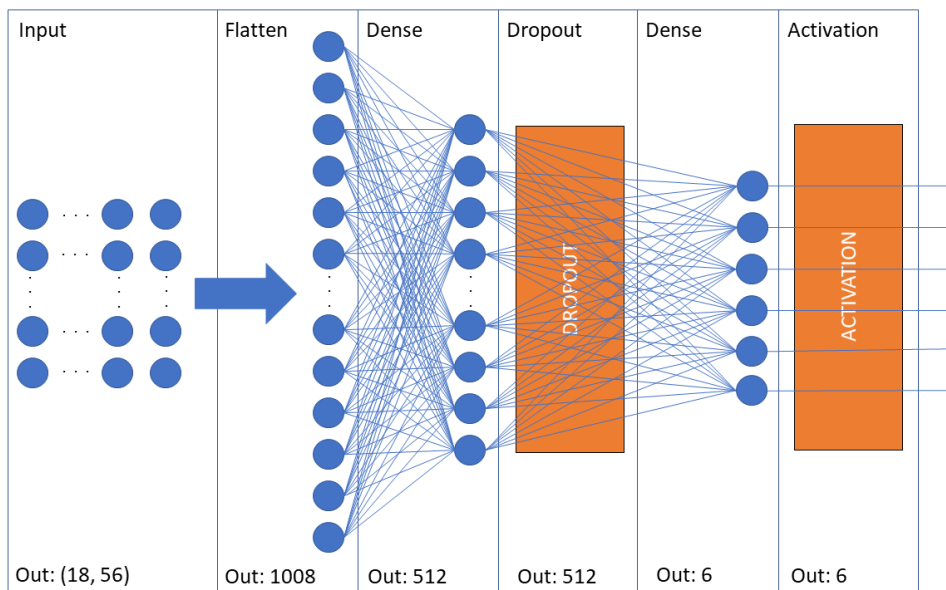 Input
Flatten
Dense
Dropout
Dense
Activation
DROPOUT
ACTIVATION
Out: (18, 56)
Out: 1008
Out: 512
Out: 512
Out: 6
Out: 6